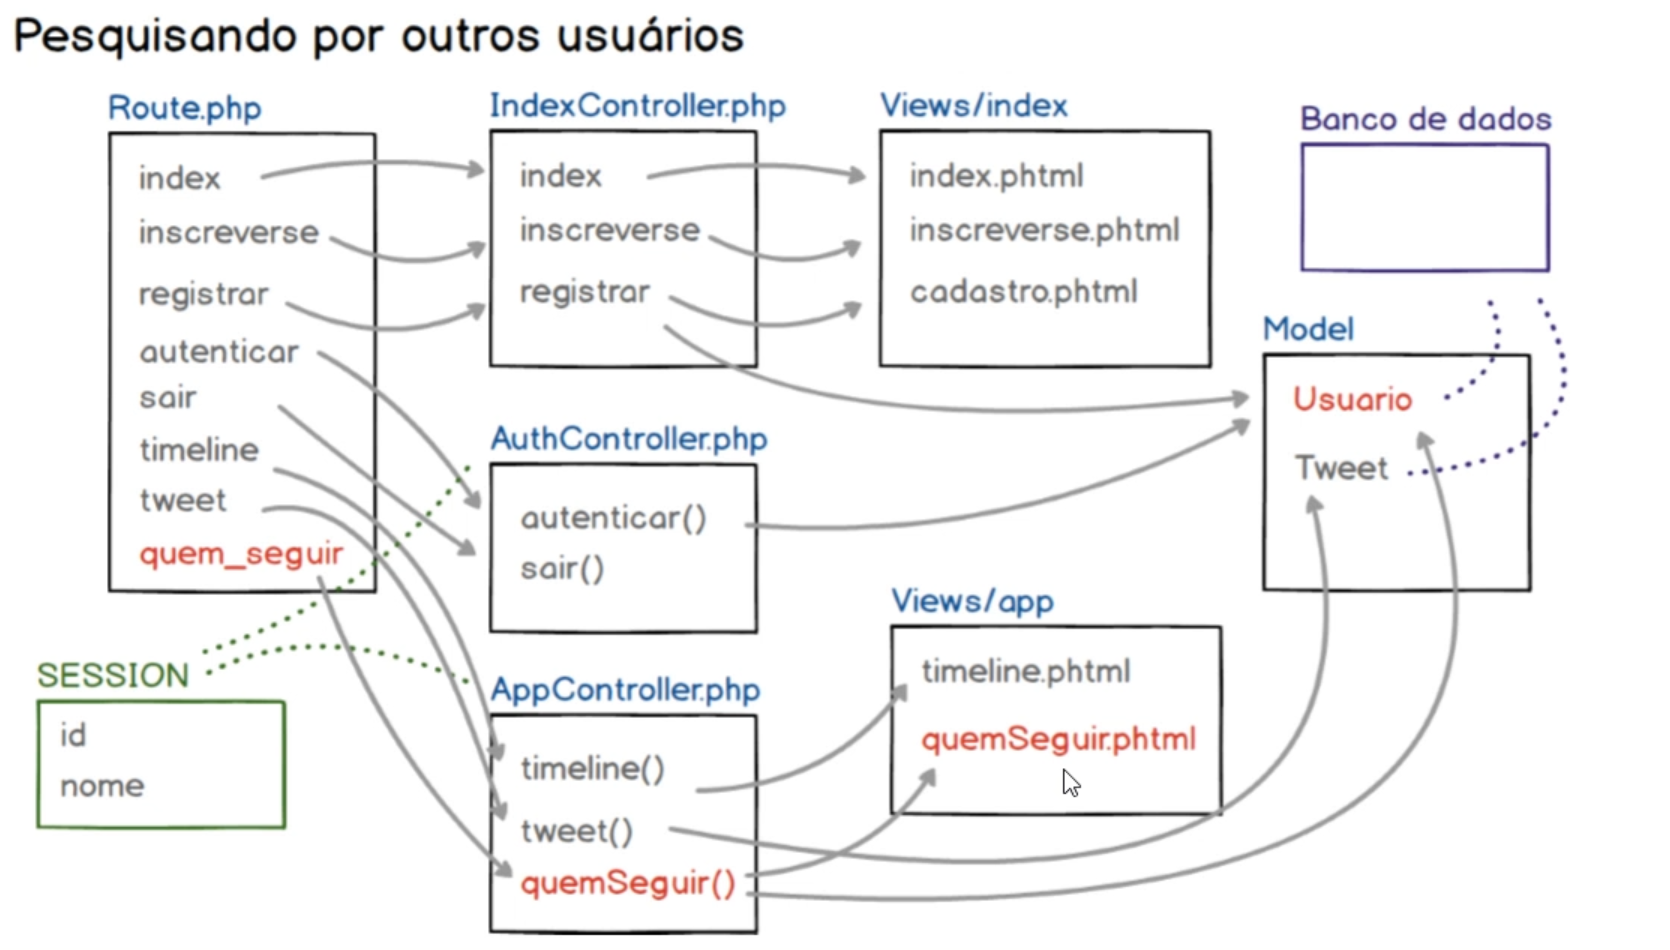 Pesquisando por outros usuários
Route.php
index
inscreverse
registrar
autenticar
sair
timeline
tweet
quem_seguir
IndexController.php
index
inscreverse
registrar
Views/index
index.phtml
inscreverse.phtml
cadastro.phtml
Banco de dados
Model
Usuario
Tweet
AuthController.php
autenticar()
sair()
Views/app
timeline.phtml
quemSeguir.phtml
SESSION
id
nome
AppController.php
timeline()
tweet()
quemSeguir()